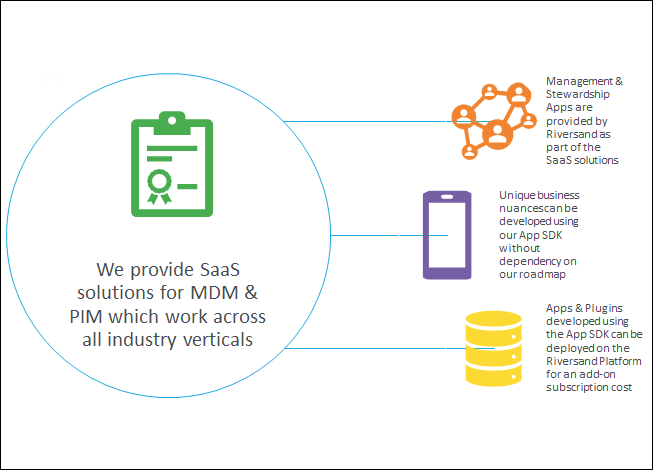 We provide SaaS
solutions for MDM &
PIM which work across
all industry verticals
Management &
Stewardship
Apps are
provided by
Riversand as
part of the
SaaS solutions
Unique business
nuances can be
developed using
our App SDK
without
dependency on
our roadmap
Apps & Plugins
developed using
the App SDK can be
deployed on the
Riversand Platform
for an add-on
subscription cost